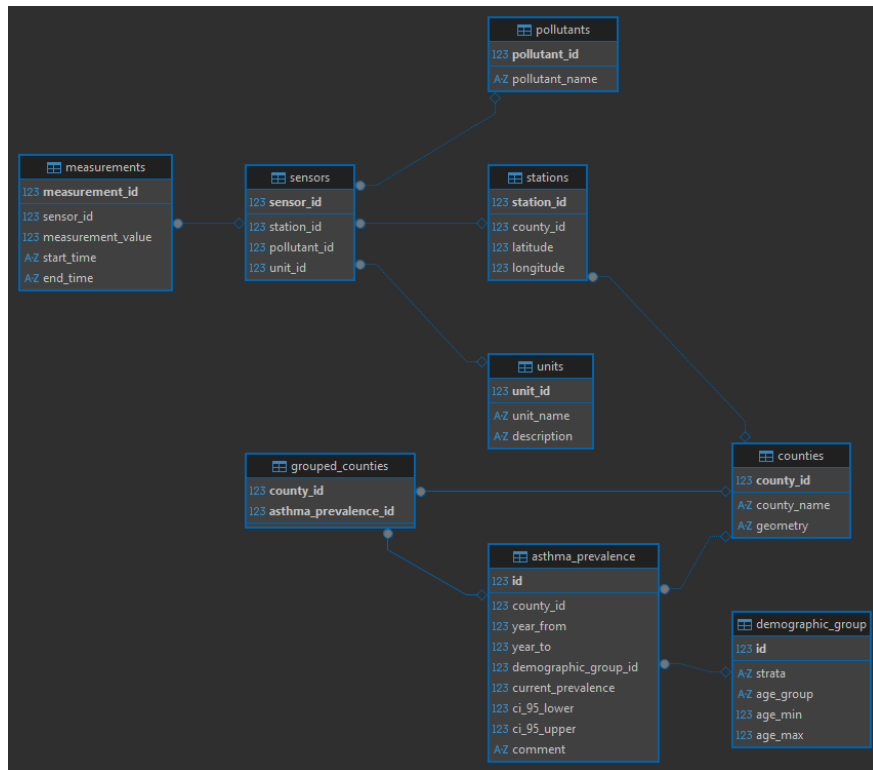 pollutants
123 pollutant_id
A-Z pollutant_name
measurements
123 measurement_id
123 sensor_id
123 measurement_value
A-Z start_time
A-Z end_time
sensors
123 sensor_id
123 station_id
123 pollutant_id
123 unit_id
stations
123 station_id
123 county_id
123 latitude
123 longitude
units
123 unit_id
A-Z unit_name
A-Z description
grouped_counties
123 county_id
123 asthma_prevalence_id
counties
123 county_id
A-Z county_name
A-Z geometry
asthma_prevalence
123 id
123 county_id
123 year_from
123 year_to
123 demographic_group_id
123 current_prevalence
123 ci_95_lower
123 ci_95_upper
A-Z comment
demographic_group
123 id
A-Z strata
A-Z age_group
123 age_min
123 age_max